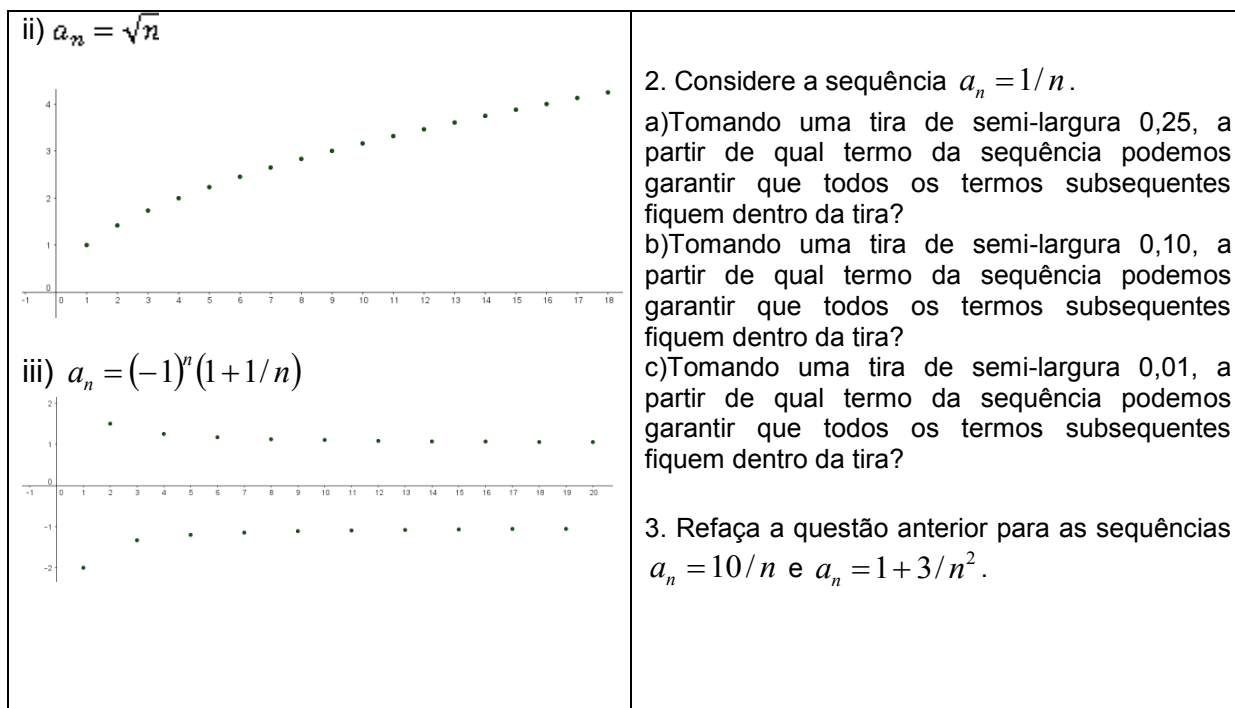 ii) aₙ = √n
4
3
2
1
0
-1 0 1 2 3 4 5 6 7 8 9 10 11 12 13 14 15 16 17 18
iii) aₙ = (−1)ⁿ(1+1/n)
2
1
0
-1 0 1 2 3 4 5 6 7 8 9 10 11 12 13 14 15 16 17 18 19 20
-1
-2
2. Considere a sequência aₙ = 1/n.
a)Tomando uma tira de semi-largura 0,25, a
partir de qual termo da sequência podemos
garantir que todos os termos subsequentes
fiquem dentro da tira?
b)Tomando uma tira de semi-largura 0,10, a
partir de qual termo da sequência podemos
garantir que todos os termos subsequentes
fiquem dentro da tira?
c)Tomando uma tira de semi-largura 0,01, a
partir de qual termo da sequência podemos
garantir que todos os termos subsequentes
fiquem dentro da tira?
3. Refaça a questão anterior para as sequências
aₙ = 10/n e aₙ = 1+3/n².